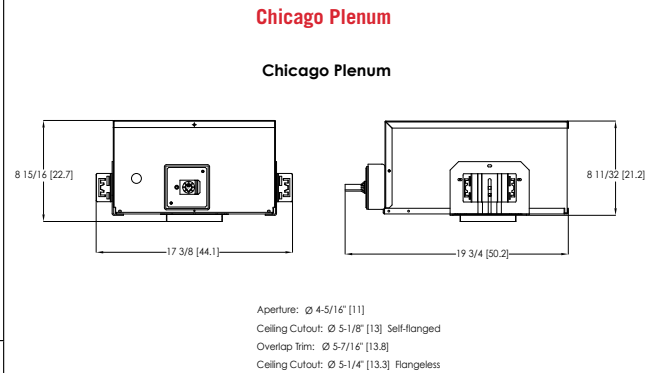 Chicago Plenum
Chicago Plenum
8 15/16 [22.7]
17 3/8 [44.1]
8 11/32 [21.2]
19 3/4 [50.2]
Aperture: Ø 4-5/16" [11]
Ceiling Cutout: Ø 5-1/8" [13] Self-flanged
Overlap Trim: Ø 5-7/16" [13.8]
Ceiling Cutout: Ø 5-1/4" [13.3] Flangeless